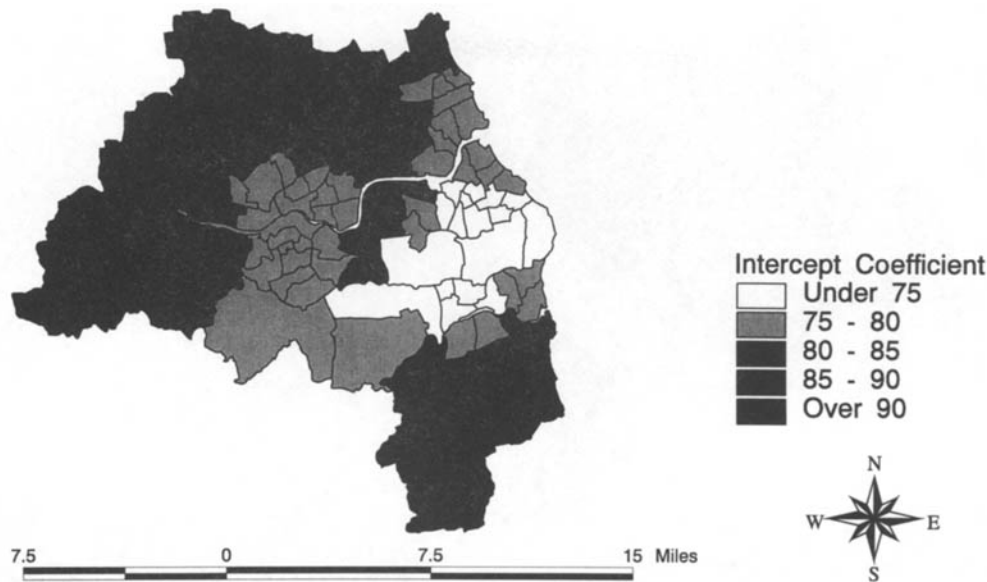 Intercept Coefficient
Under 75
75 - 80
80 - 85
85 - 90
Over 90
N
W E
S
7.5 0 7.5 15 Miles